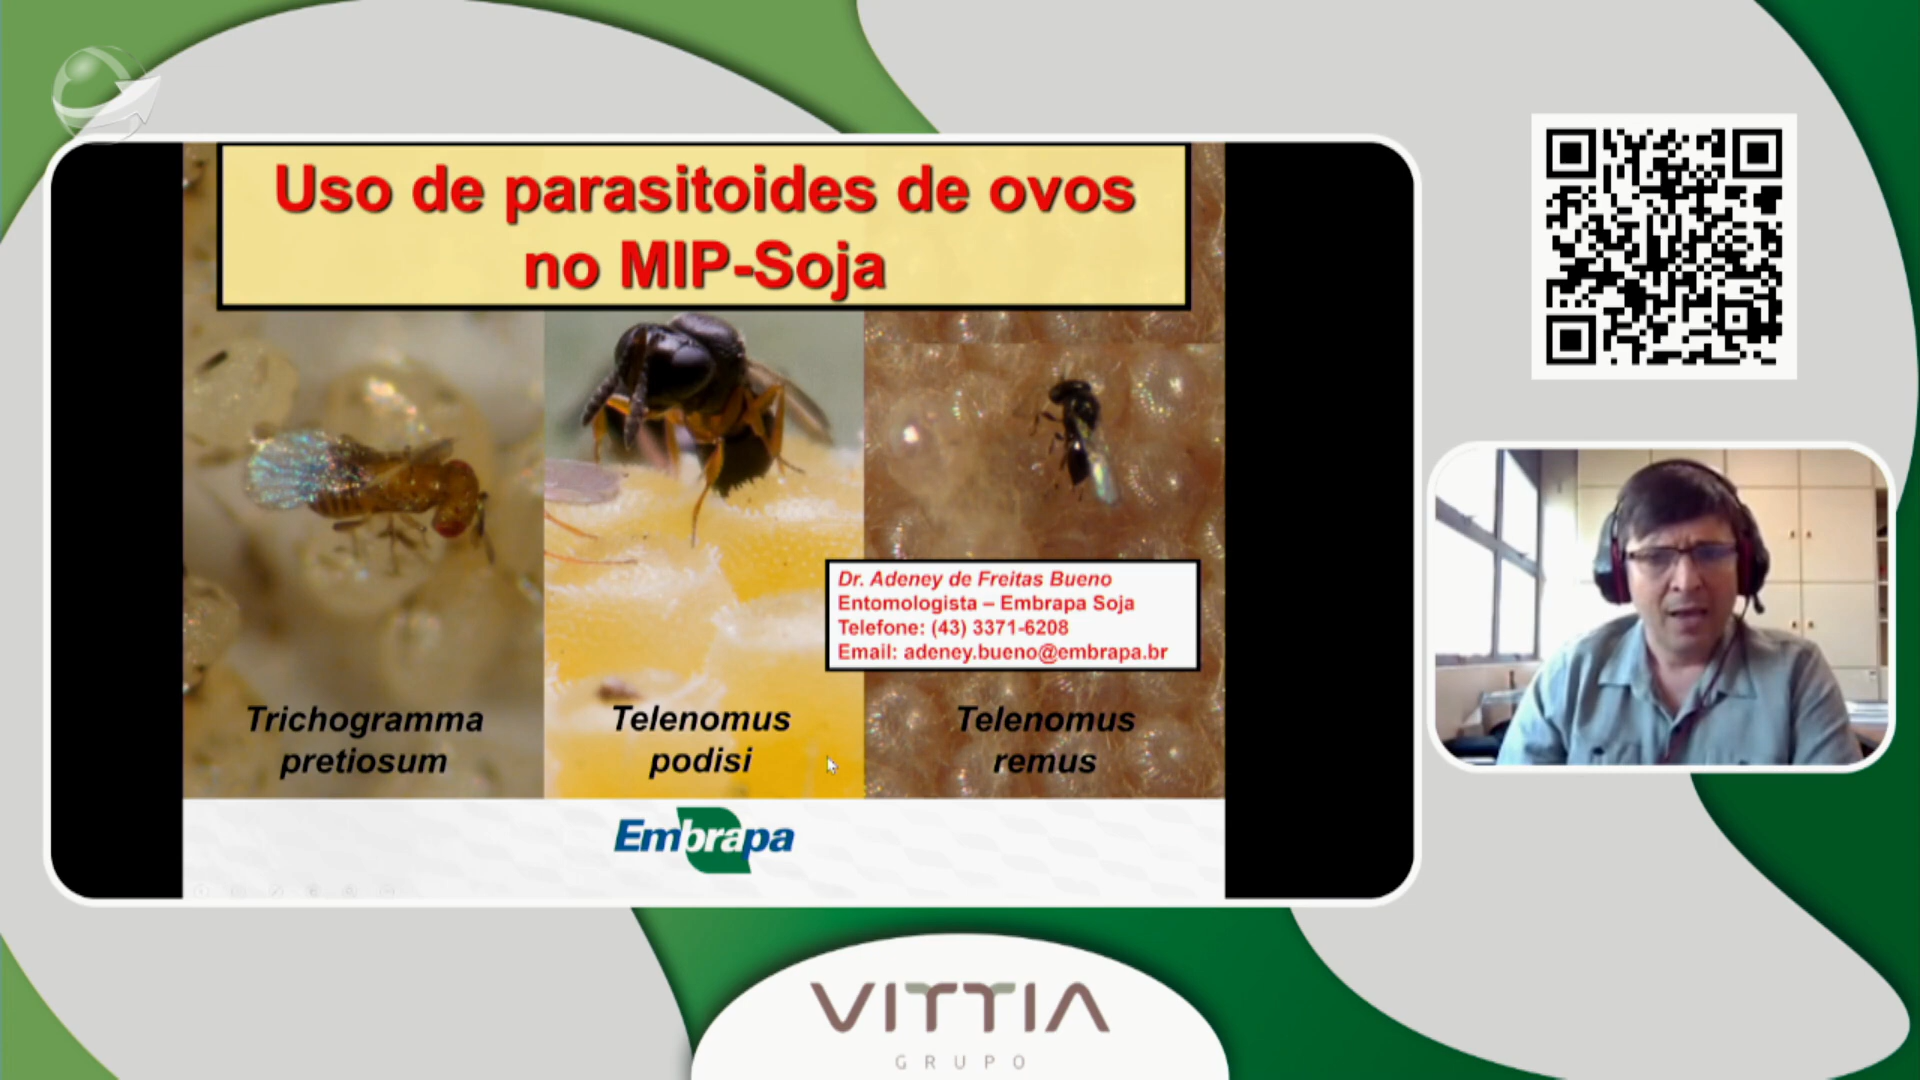 Uso de parasitoides de ovos
no MIP-Soja
Dr. Adeney de Freitas Bueno
Entomologista – Embrapa Soja
Telefone: (43) 3371-6208
Email: adeney.bueno@embrapa.br
Trichogramma
pretiosum
Telenomus
podisi
Telenomus
remus
Embrapa
VITTIA
GRUPO